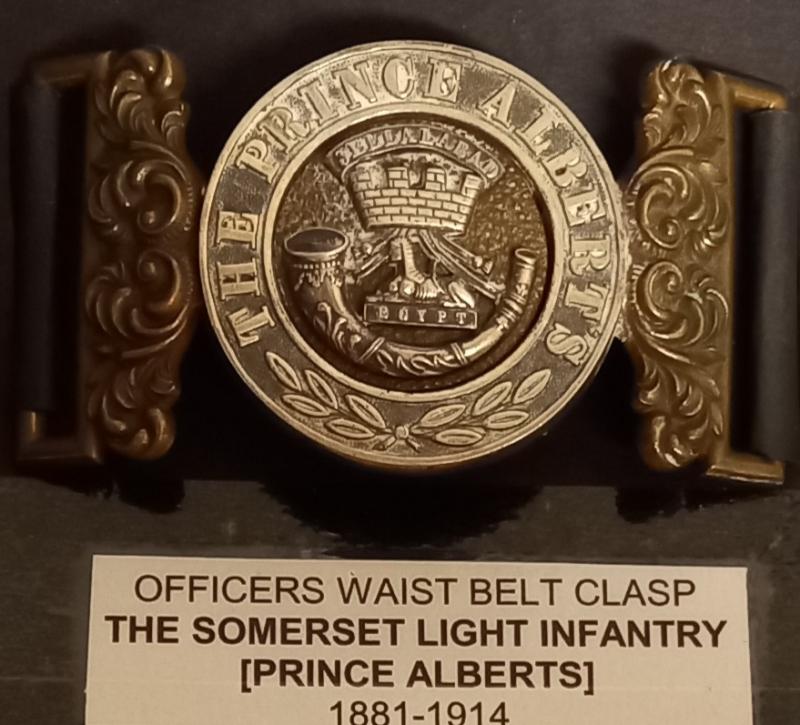 THE PRINCE ALBERTS
JELLALABAD
EGYPT
OFFICERS WAIST BELT CLASP
THE SOMERSET LIGHT INFANTRY
[PRINCE ALBERTS]
1881-1914